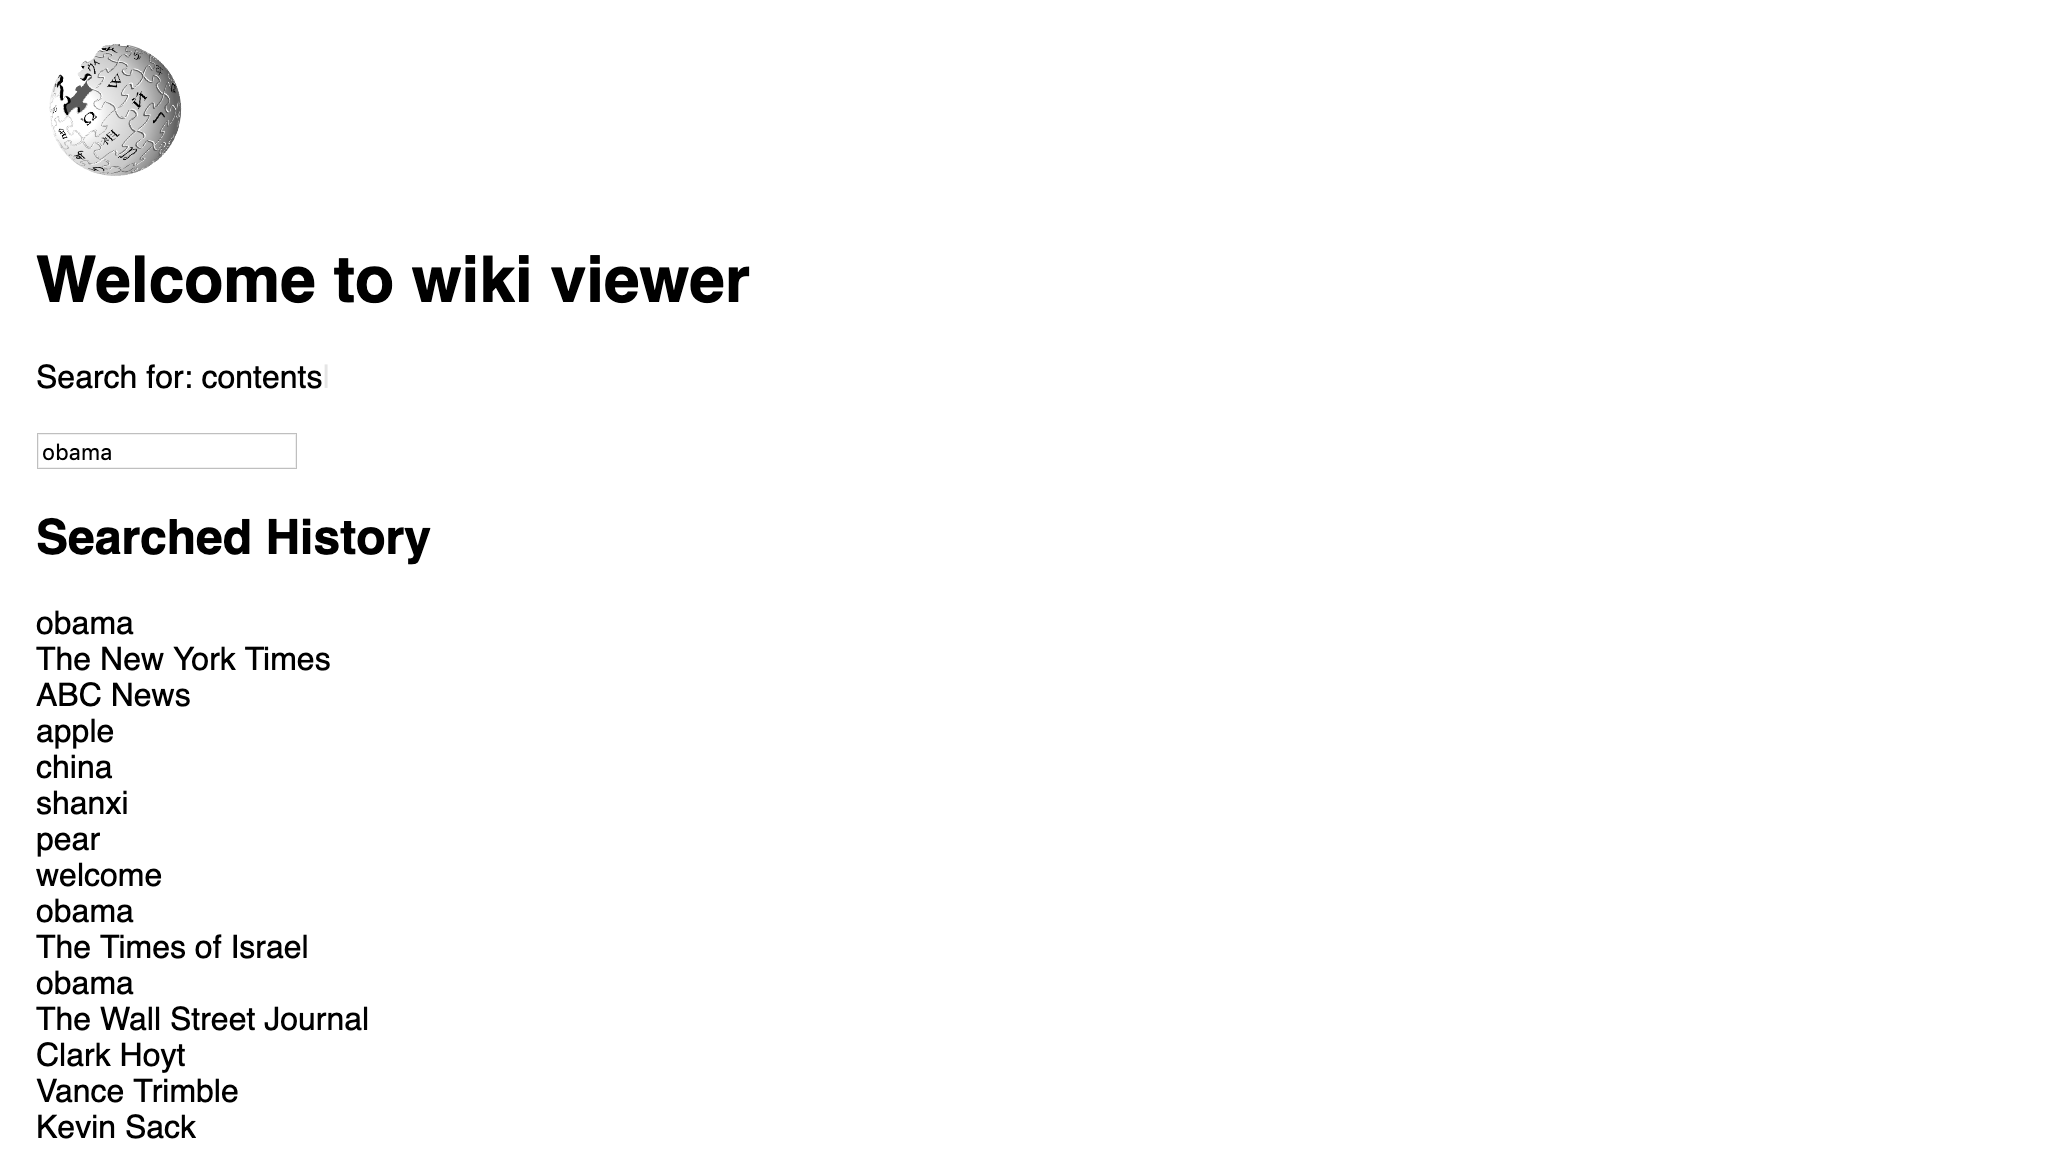 Welcome to wiki viewer
Search for: contents
obama
Searched History
obama
The New York Times
ABC News
apple
china
shanxi
pear
welcome
obama
The Times of Israel
obama
The Wall Street Journal
Clark Hoyt
Vance Trimble
Kevin Sack